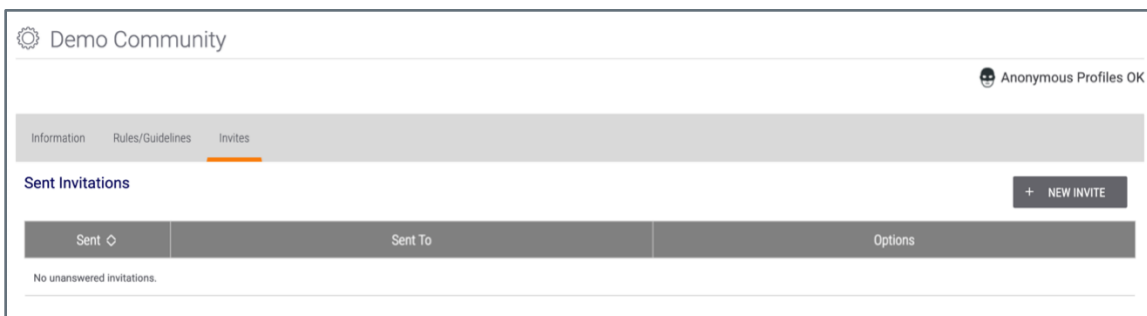 Demo Community
Anonymous Profiles OK
Information Rules/Guidelines Invites
Sent Invitations
+ NEW INVITE
Sent Sent To Options
No unanswered invitations.